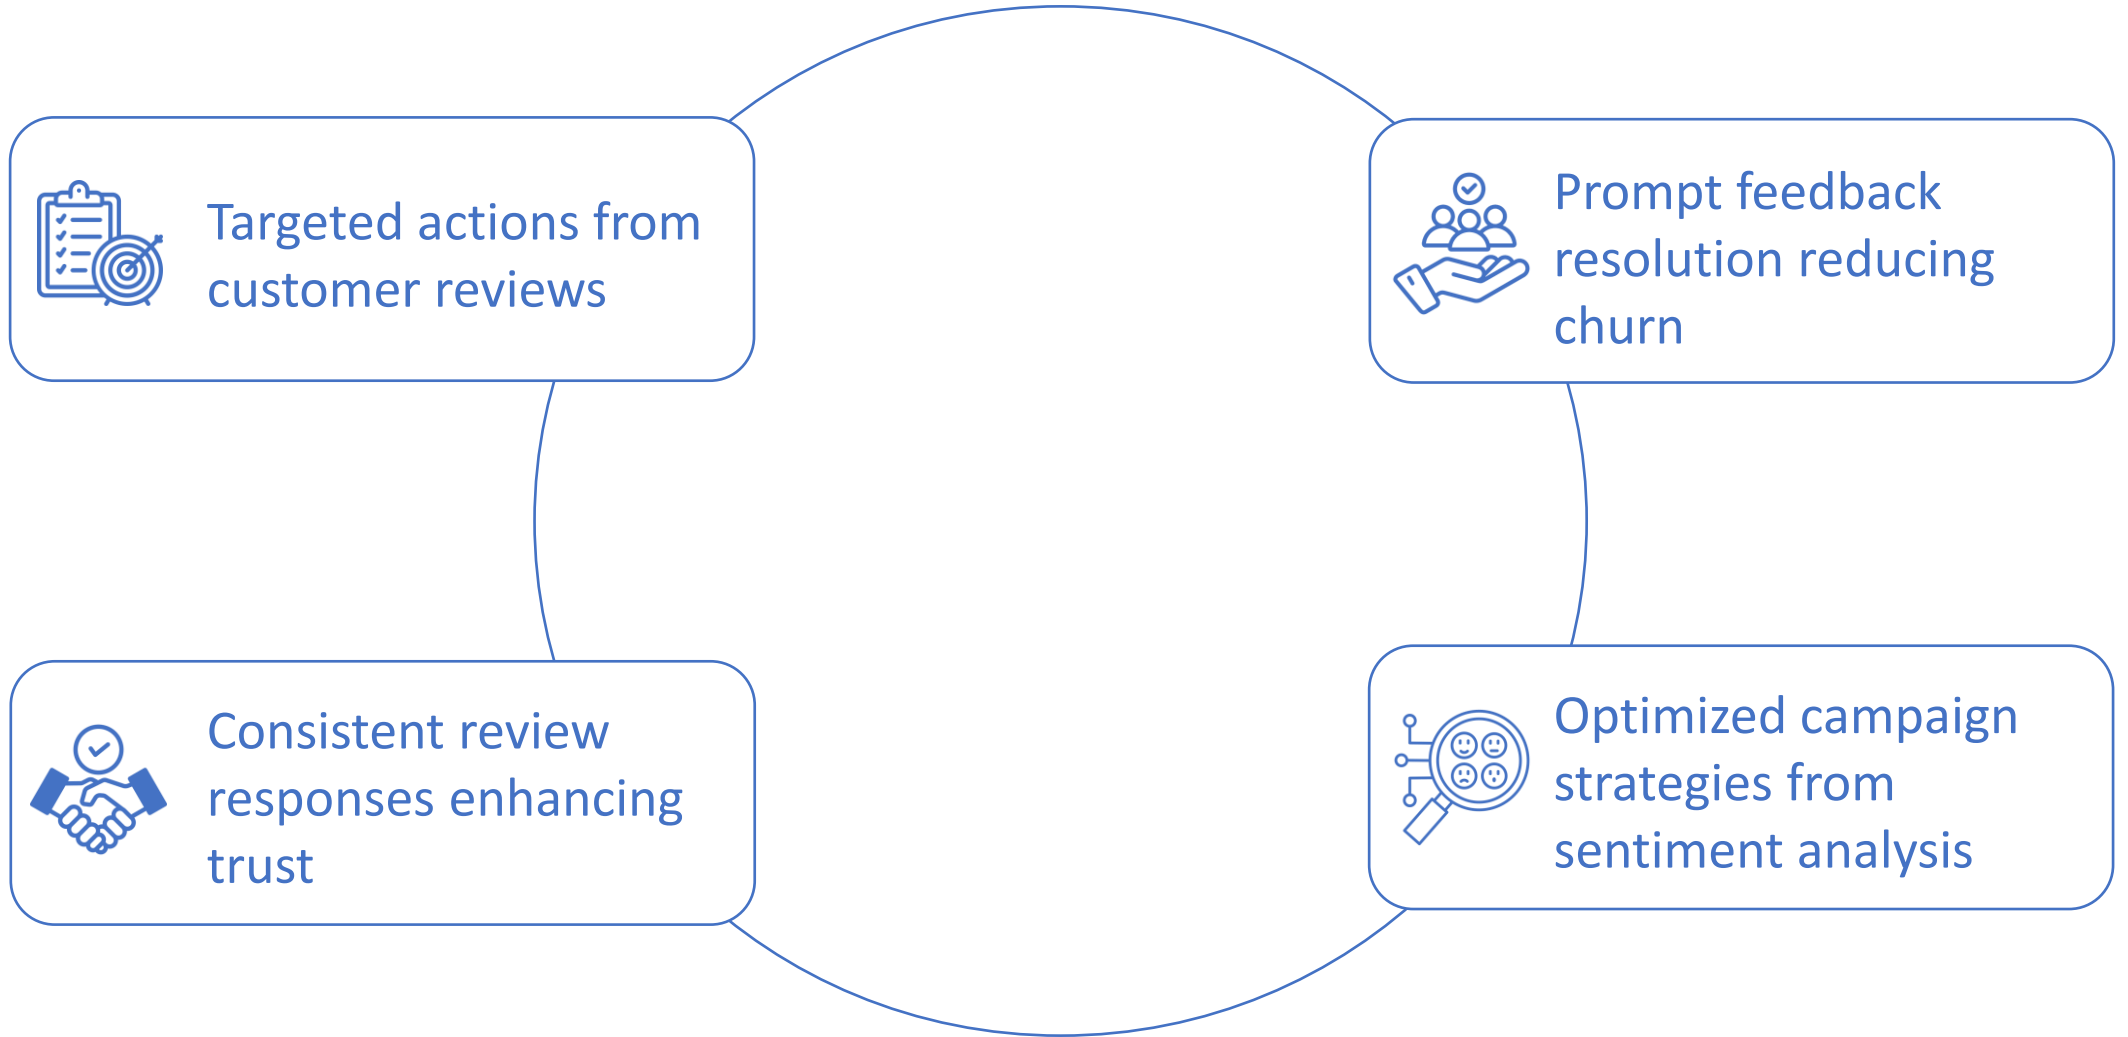 Targeted actions from
customer reviews
Prompt feedback
resolution reducing
churn
Consistent review
responses enhancing
trust
Optimized campaign
strategies from
sentiment analysis